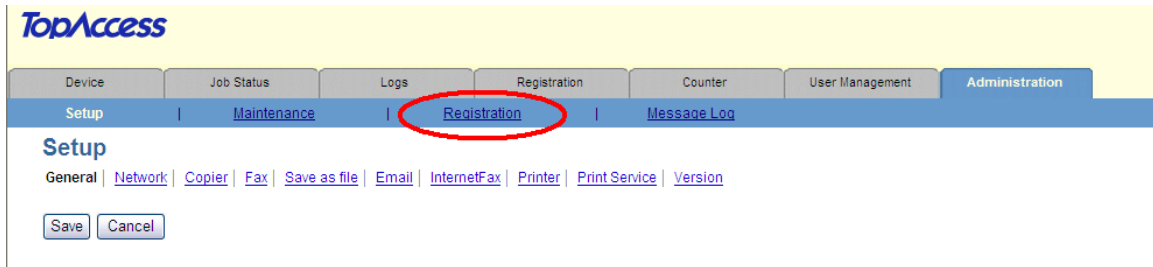 TopAccess
Device Job Status Logs Registration Counter User Management Administration
Setup | Maintenance | Registration | Message Log
Setup
General | Network | Copier | Fax | Save as file | Email | InternetFax | Printer | Print Service | Version
Save Cancel